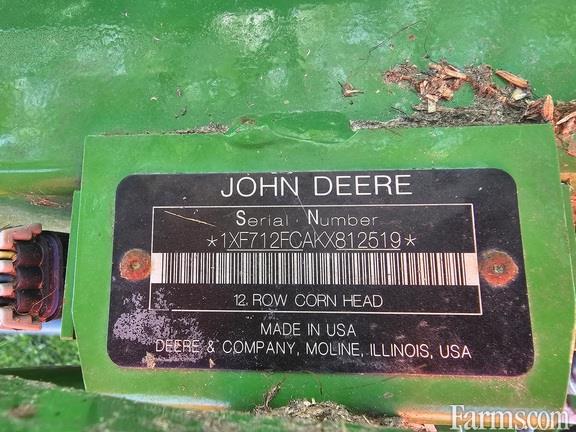 JOHN DEERE
Serial Number
*1XF712FCAKX812519*
12 ROW CORN HEAD
MADE IN USA
DEERE & COMPANY, MOLINE, ILLINOIS, USA
Farms.com